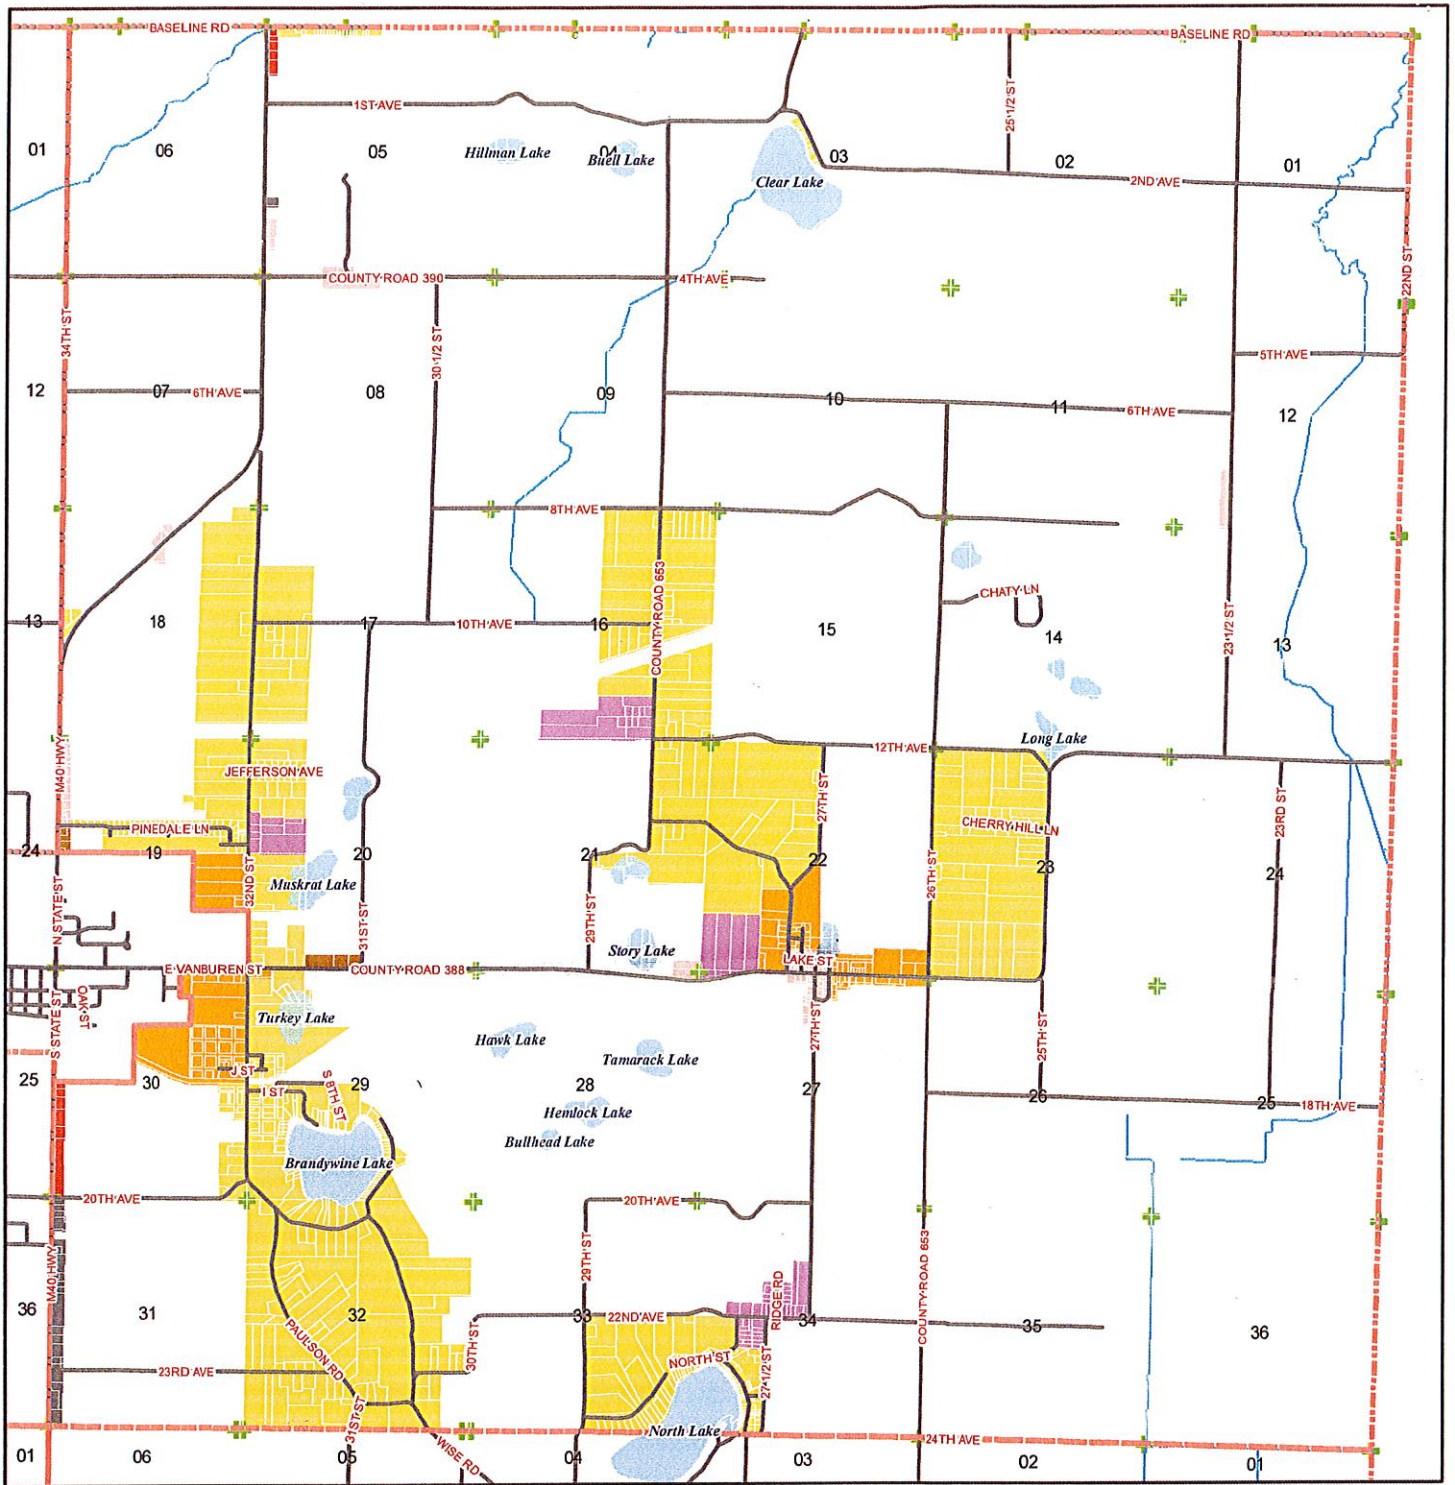 BASELINE RD
BASELINE RD
1ST AVE
25 1/2 ST
01
06
05
Hillman Lake
04
Buell Lake
03
02
01
Clear Lake
2ND AVE
COUNTY ROAD 390
4TH AVE
22ND ST
34TH ST
30 1/2 ST
5TH AVE
12
07
6TH AVE
08
09
10
11
6TH AVE
12
8TH AVE
COUNTY ROAD 653
CHATY LN
13
18
17
10TH AVE
16
15
14
23 1/2 ST
13
M40 HWY
Long Lake
12TH AVE
JEFFERSON AVE
27TH ST
23RD ST
PINEDALE LN
CHERRY HILL LN
24
19
32ND ST
20
21
22
26TH ST
23
24
Muskrat Lake
N STATE ST
31ST ST
29TH ST
Story Lake
LAKE ST
E VANBUREN ST
COUNTY ROAD 388
OAK ST
S STATE ST
Turkey Lake
27TH ST
25TH ST
Hawk Lake
Tamarack Lake
J ST
25
30
I ST
S 8TH ST
29
28
27
26
25
18TH AVE
Hemlock Lake
Bullhead Lake
Brandywine Lake
20TH AVE
20TH AVE
M40 HWY
29TH ST
RIDGE RD
COUNTY ROAD 653
36
31
32
33
22ND AVE
34
35
36
PAULSON RD
30TH ST
NORTH ST
27 1/2 ST
23RD AVE
31ST ST
North Lake
24TH AVE
WISE RD
01
06
05
04
03
02
01